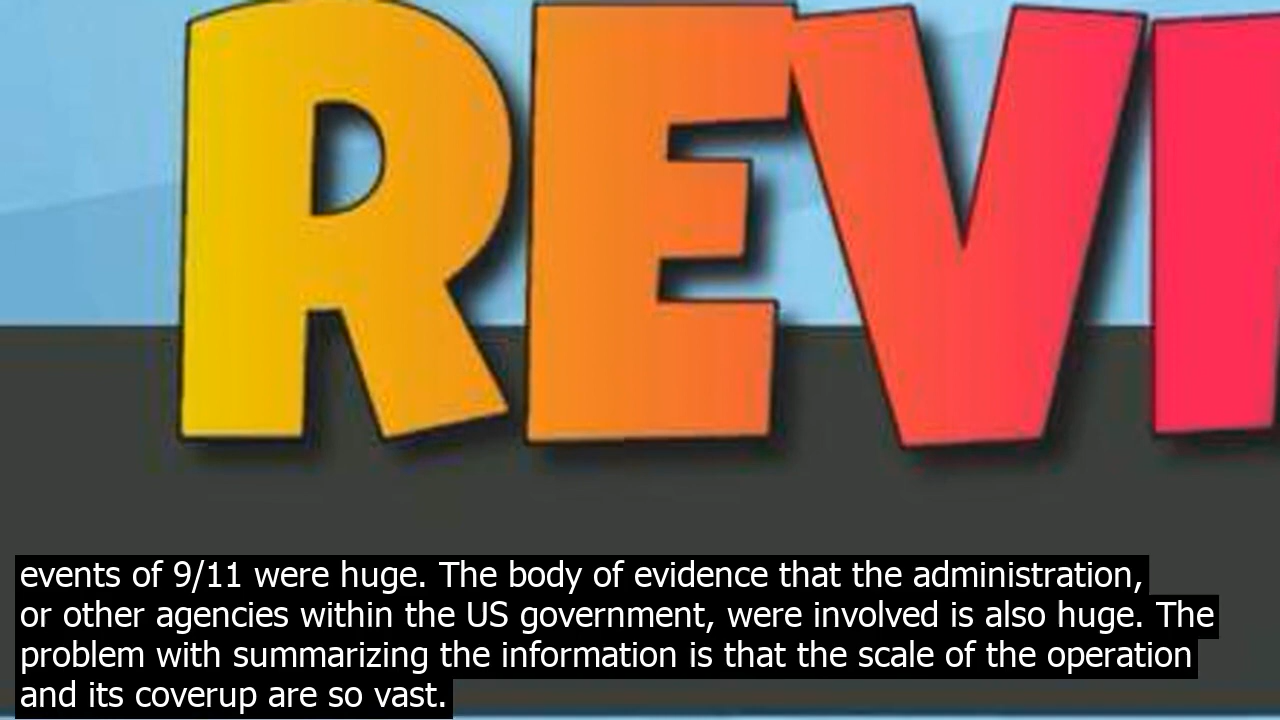 REVI
events of 9/11 were huge. The body of evidence that the administration,
or other agencies within the US government, were involved is also huge. The
problem with summarizing the information is that the scale of the operation
and its coverup are so vast.